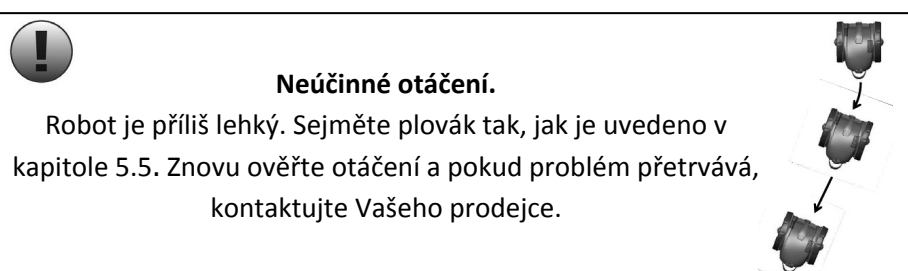 Neúčinné otáčení.
Robot je příliš lehký. Sejměte plovák tak, jak je uvedeno v
kapitole 5.5. Znovu ověřte otáčení a pokud problém přetrvává,
kontaktujte Vašeho prodejce.